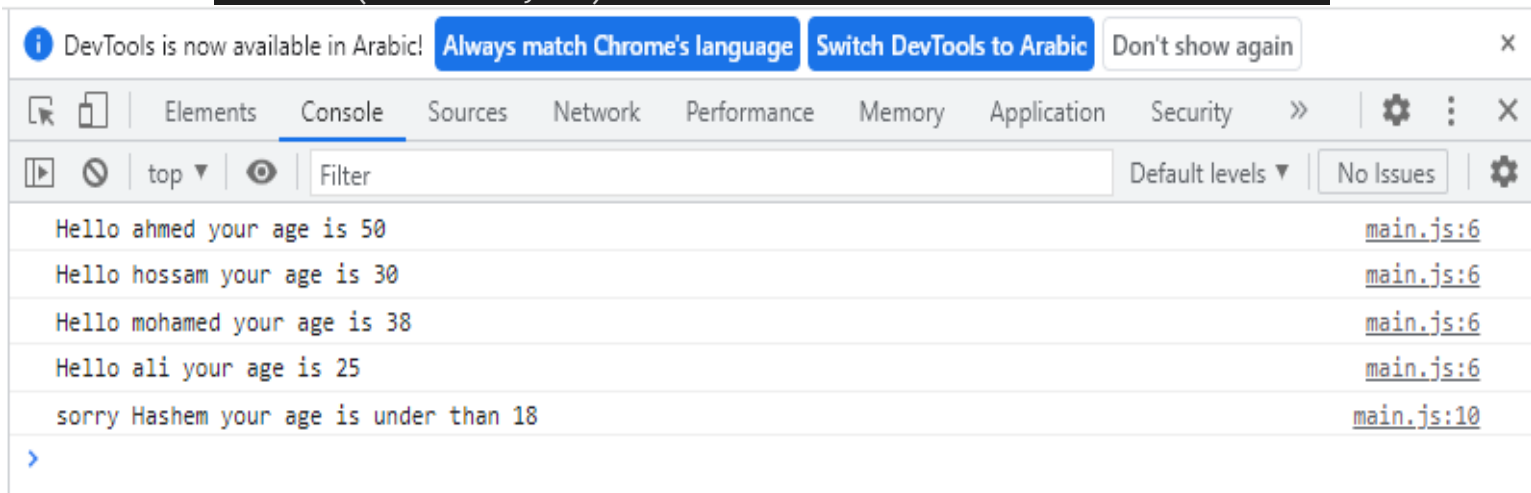 DevTools is now available in Arabic! Always match Chrome's language Switch DevTools to Arabic Don't show again ×
Elements Console Sources Network Performance Memory Application Security »
top ▼ Filter Default levels ▼ No Issues
Hello ahmed your age is 50 main.js:6
Hello hossam your age is 30 main.js:6
Hello mohamed your age is 38 main.js:6
Hello ali your age is 25 main.js:6
sorry Hashem your age is under than 18 main.js:10
>